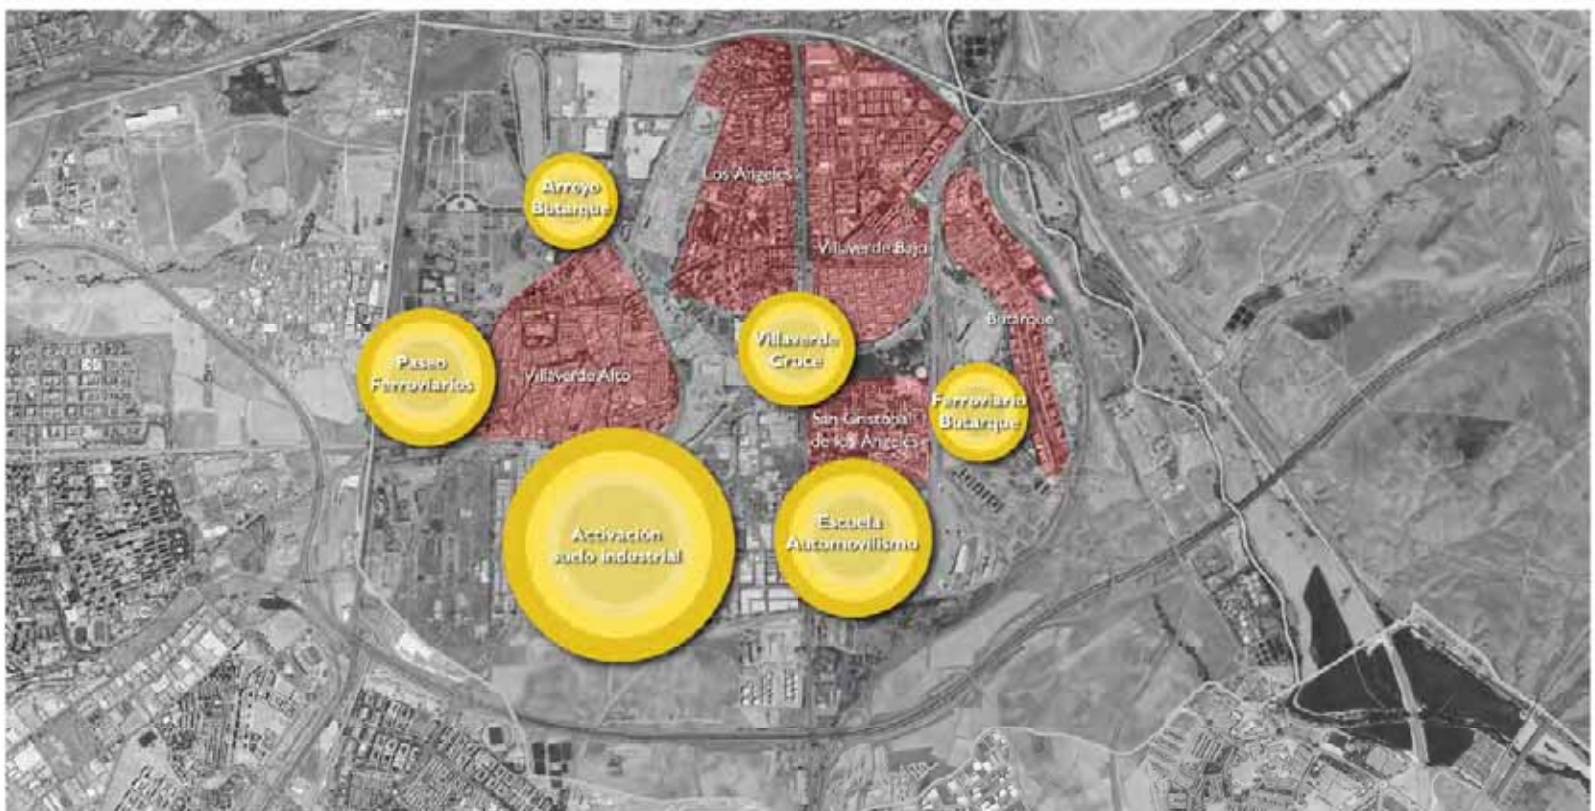 Los Angeles
Arroyo
Butarque
Villaverde Bajo
Butarque
Villaverde
Cruce
Paseo
Ferroviarios
Villaverde Alto
Ferroviario
Butarque
San Cristobal
de los Angeles
Activación
suelo industrial
Escuela
Automovilismo